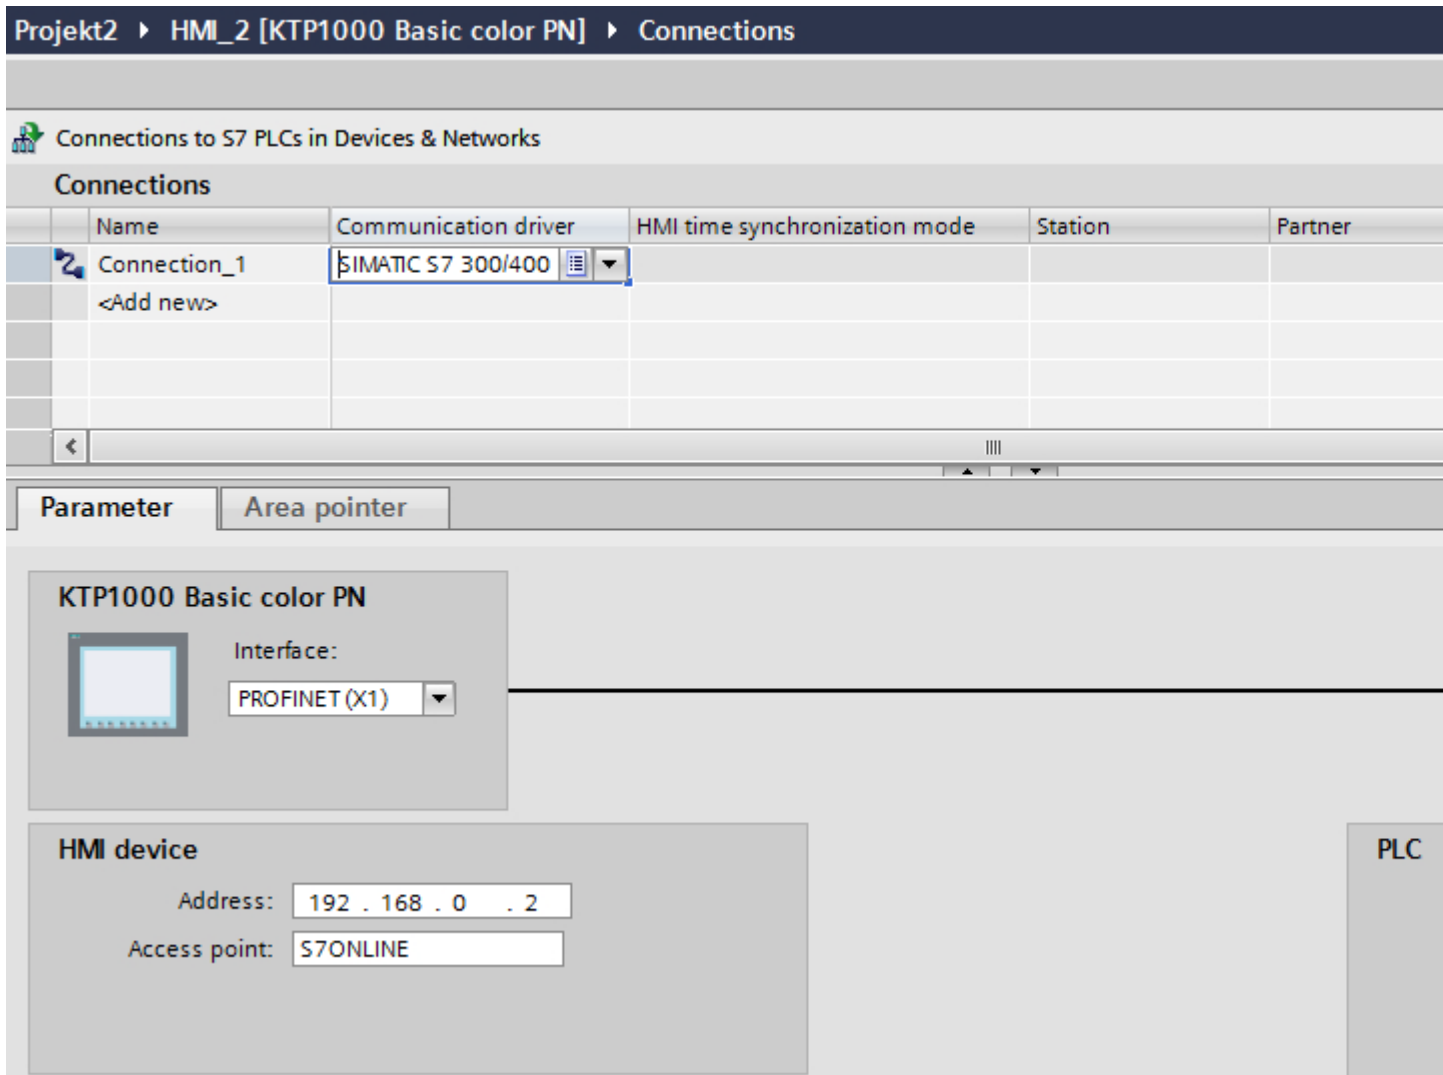 Projekt2 ▸ HMI_2 [KTP1000 Basic color PN] ▸ Connections
Connections to S7 PLCs in Devices & Networks
Connections
Name Communication driver HMI time synchronization mode Station Partner
Connection_1 SIMATIC S7 300/400
<Add new>
Parameter Area pointer
KTP1000 Basic color PN
Interface:
PROFINET (X1)
HMI device PLC
Address: 192 . 168 . 0 . 2
Access point: S7ONLINE